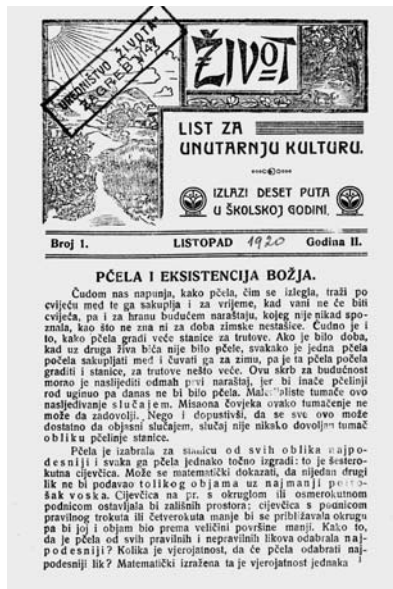 UREDNIŠTVO ŽIVOTA
ZAGREB I/147
ŽIVOT
LIST ZA
UNUTARNJU KULTURU.
IZLAZI DESET PUTA
U ŠKOLSKOJ GODINI.
Broj 1. LISTOPAD 1920 Godina II.
PČELA I EKSISTENCIJA BOŽJA.
Čudom nas napunja, kako pčela, čim se izlegla, traži po
cvijeću med te ga sakuplja i za vrijeme, kad vani ne će biti
cvijeća, pa i za hranu budućem naraštaju, kojeg nije nikad spo-
znala, kao što ne zna ni za doba zimske nestašice. Čudno je i
to, kako pčela gradi veće stanice za trutove. Ako je bilo doba,
kad uz druga živa bića nije bilo pčele, svakako je jedna pčela
počela sakupljati med i čuvati ga za zimu, pa je ta pčela počela
graditi i stanice, za trutove nešto veće. Ovu skrb za budućnost
morao je naslijediti odmah prvi naraštaj, jer bi inače pčelinji
rod uginuo pa danas ne bi bilo pčela. Materijaliste tumače ovo
nasljeđivanje slučajem. Misaona čovjeka ovako tumačenje ne
može da zadovolji. Nego i dopustivši, da se sve ovo može
dostatno da objasni slučajem, slučaj nije nikako dovoljan tumač
obliku pčelinje stanice.
Pčela je izabrala za stanicu od svih oblika najpo-
desniji i svaka ga pčela jednako točno izgradi: to je šestero-
kutna cijevčica. Može se matematički dokazati, da nijedan drugi
lik ne bi podavao tolikog objama uz najmanji potro-
šak voska. Cijevčica na pr. s okruglom ili osmerokutnom
podnicom ostavljala bi zališnih prostora; cijevčica s podnicom
pravilnog trokuta ili četverokuta manje bi se približavala okrugu
pa bi joj i objam bio prema veličini površine manji. Kako to,
da je pčela od svih pravilnih i nepravilnih likova odabrala naj-
podesniji? Kolika je vjerojatnost, da će pčela odabrati naj-
podesniji lik? Matematički izražena ta je vjerojatnost jednaka